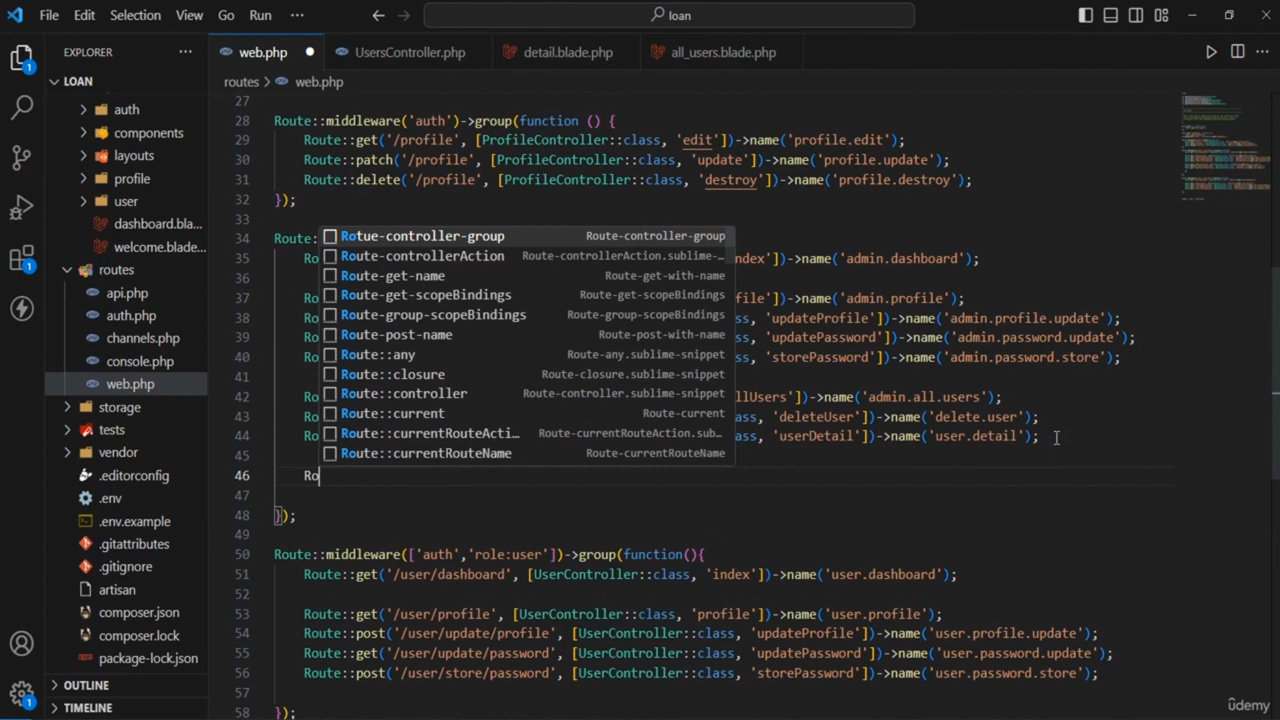 File Edit Selection View Go Run ··· loan
EXPLORER ··· web.php UsersController.php detail.blade.php all_users.blade.php
LOAN
routes > web.php
auth
components
layouts
profile
user
dashboard.bla...
welcome.blade...
routes
api.php
auth.php
channels.php
console.php
web.php
storage
tests
vendor
.editorconfig
.env
.env.example
.gitattributes
.gitignore
artisan
composer.json
composer.lock
package-lock.json
OUTLINE
TIMELINE
27
28 Route::middleware('auth')->group(function () {
29 Route::get('/profile', [ProfileController::class, 'edit'])->name('profile.edit');
30 Route::patch('/profile', [ProfileController::class, 'update'])->name('profile.update');
31 Route::delete('/profile', [ProfileController::class, 'destroy'])->name('profile.destroy');
32 });
33
34 Route:
35 Ro ndex'])->name('admin.dashboard');
37 Ro file'])->name('admin.profile');
38 Ro ss, 'updateProfile'])->name('admin.profile.update');
39 Ro ss, 'updatePassword'])->name('admin.password.update');
40 Ro ss, 'storePassword'])->name('admin.password.store');
41
42 Ro llUsers'])->name('admin.all.users');
43 Ro ss, 'deleteUser'])->name('delete.user');
44 Ro ss, 'userDetail'])->name('user.detail');
45
46 Ro
47
48 });
49
50 Route::middleware(['auth','role:user'])->group(function(){
51 Route::get('/user/dashboard', [UserController::class, 'index'])->name('user.dashboard');
53 Route::get('/user/profile', [UserController::class, 'profile'])->name('user.profile');
54 Route::post('/user/update/profile', [UserController::class, 'updateProfile'])->name('user.profile.update');
55 Route::get('/user/update/password', [UserController::class, 'updatePassword'])->name('user.password.update');
56 Route::post('/user/store/password', [UserController::class, 'storePassword'])->name('user.password.store');
57
58 });
Rotue-controller-group Route-controller-group
Route-controllerAction Route-controllerAction.sublime-...
Route-get-name Route-get-with-name
Route-get-scopeBindings Route-get-scopeBindings
Route-group-scopeBindings Route-group-scopeBindings
Route-post-name Route-post-with-name
Route::any Route-any.sublime-snippet
Route::closure Route-closure.sublime-snippet
Route::controller Route-controller.sublime-snippet
Route::current Route-current
Route::currentRouteActi... Route-currentRouteAction.sub...
Route::currentRouteName Route-currentRouteName
1
1
1
ûdemy